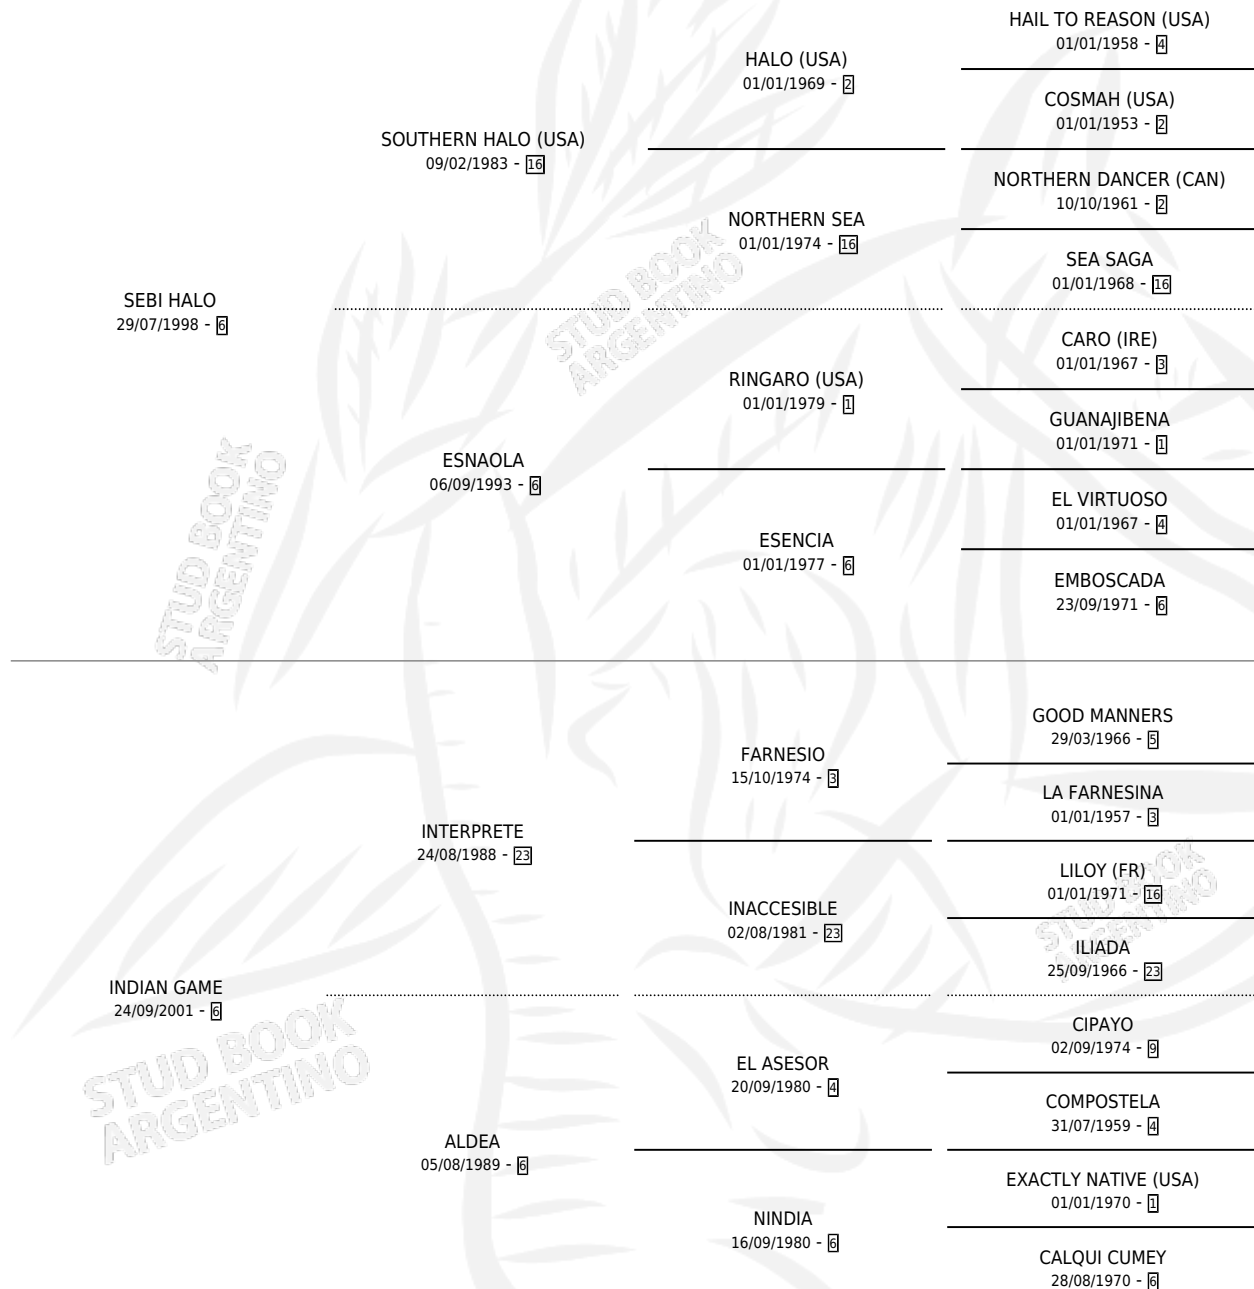 SEBI HALO
29/07/1998 - 6
SOUTHERN HALO (USA)
09/02/1983 - 16
ESNAOLA
06/09/1993 - 6
HALO (USA)
01/01/1969 - 2
NORTHERN SEA
01/01/1974 - 16
RINGARO (USA)
01/01/1979 - 1
ESENCIA
01/01/1977 - 6
HAIL TO REASON (USA)
01/01/1958 - 4
COSMAH (USA)
01/01/1953 - 2
NORTHERN DANCER (CAN)
10/10/1961 - 2
SEA SAGA
01/01/1968 - 16
CARO (IRE)
01/01/1967 - 3
GUANAJIBENA
01/01/1971 - 1
EL VIRTUOSO
01/01/1967 - 4
EMBOSCADA
23/09/1971 - 6
INDIAN GAME
24/09/2001 - 6
INTERPRETE
24/08/1988 - 23
ALDEA
05/08/1989 - 6
FARNESIO
15/10/1974 - 3
INACCESIBLE
02/08/1981 - 23
EL ASESOR
20/09/1980 - 4
NINDIA
16/09/1980 - 6
GOOD MANNERS
29/03/1966 - 5
LA FARNESINA
01/01/1957 - 3
LILOY (FR)
01/01/1971 - 16
ILIADA
25/09/1966 - 23
CIPAYO
02/09/1974 - 9
COMPOSTELA
31/07/1959 - 4
EXACTLY NATIVE (USA)
01/01/1970 - 1
CALQUI CUMEY
28/08/1970 - 6
STUD BOOK
ARGENTINO
STUD BOOK
ARGENTINO
STUD BOOK
ARGENTINO
STUD BOOK
ARGENTINO